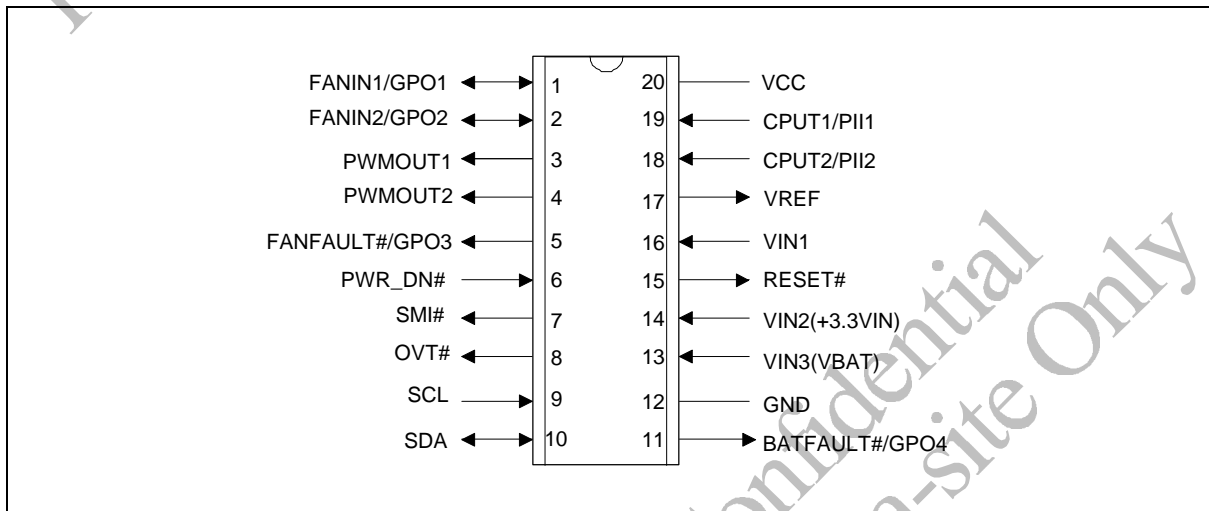 FANIN1/GPO1 1 20 VCC
FANIN2/GPO2 2 19 CPUT1/PII1
PWMOUT1 3 18 CPUT2/PII2
PWMOUT2 4 17 VREF
FANFAULT#/GPO3 5 16 VIN1
PWR_DN# 6 15 RESET#
SMI# 7 14 VIN2(+3.3VIN)
OVT# 8 13 VIN3(VBAT)
SCL 9 12 GND
SDA 10 11 BATFAULT#/GPO4
Confidential
n-site Only